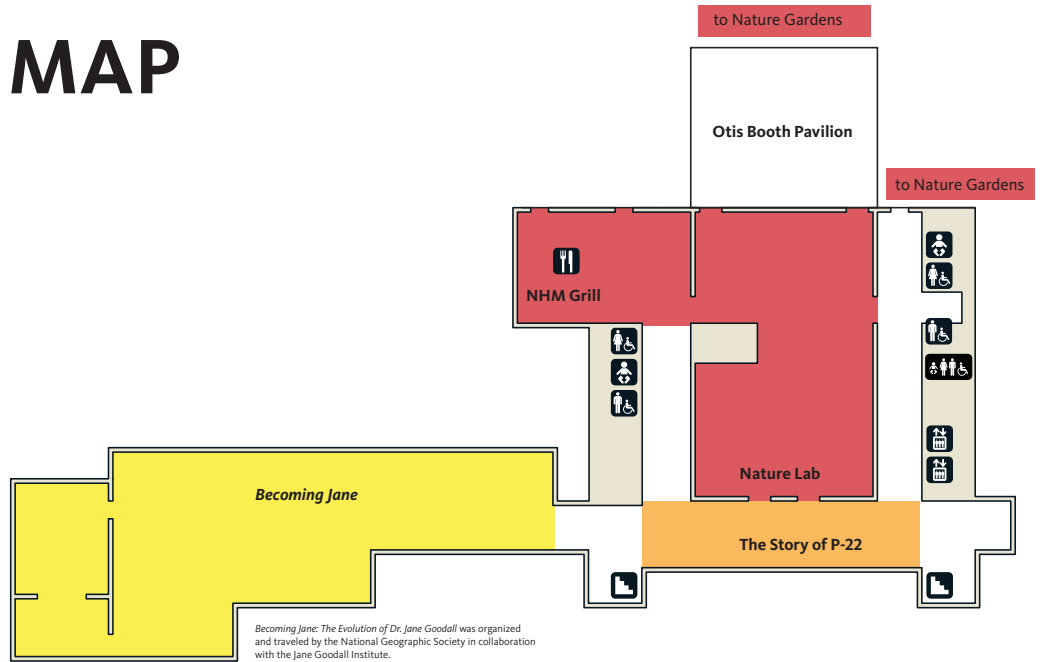 MAP
to Nature Gardens
Otis Booth Pavilion
to Nature Gardens
NHM Grill
Nature Lab
Becoming Jane
The Story of P-22
Becoming Jane: The Evolution of Dr. Jane Goodall was organized
and traveled by the National Geographic Society in collaboration
with the Jane Goodall Institute.